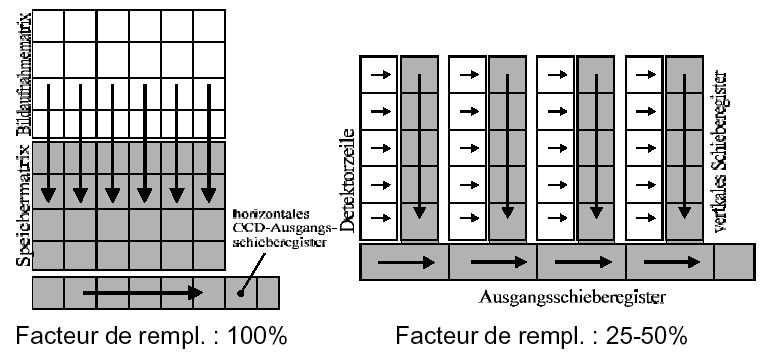 Bildaufnahmematrix
Speichermatrix
horizontales
CCD-Ausgangs-
schieberegister
Facteur de rempl. : 100%
Detektorzeile
vertikales Schieberegister
Ausgangsschieberegister
Facteur de rempl. : 25-50%